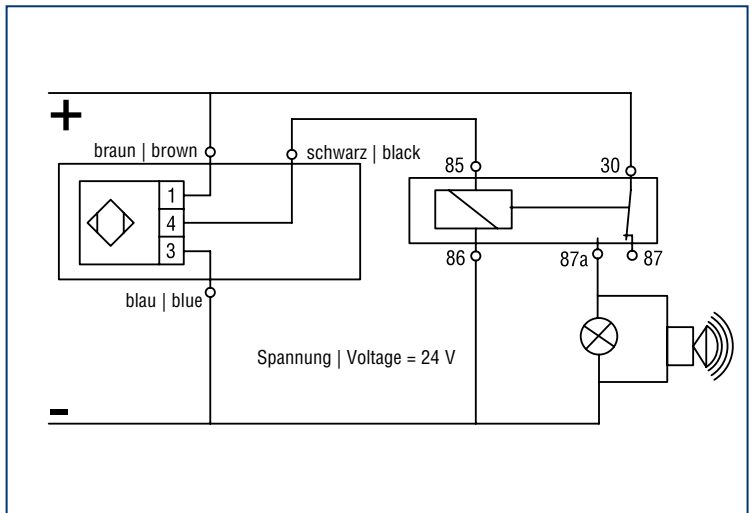 +
braun | brown
schwarz | black
85
30
1
4
3
86
87a
87
blau | blue
Spannung | Voltage = 24 V
-